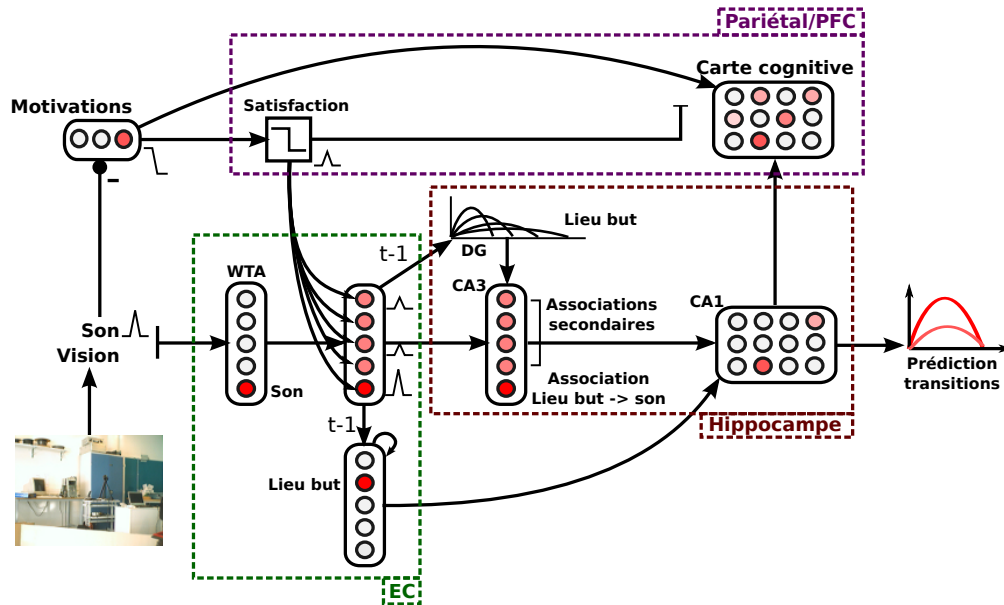 Pariétal/PFC
Carte cognitive
Motivations
Satisfaction
-
Lieu but
t-1
DG
WTA
CA3
CA1
Associations
secondaires
Son
Vision
Son
Association
Lieu but -> son
Prédiction
transitions
Hippocampe
t-1
Lieu but
EC